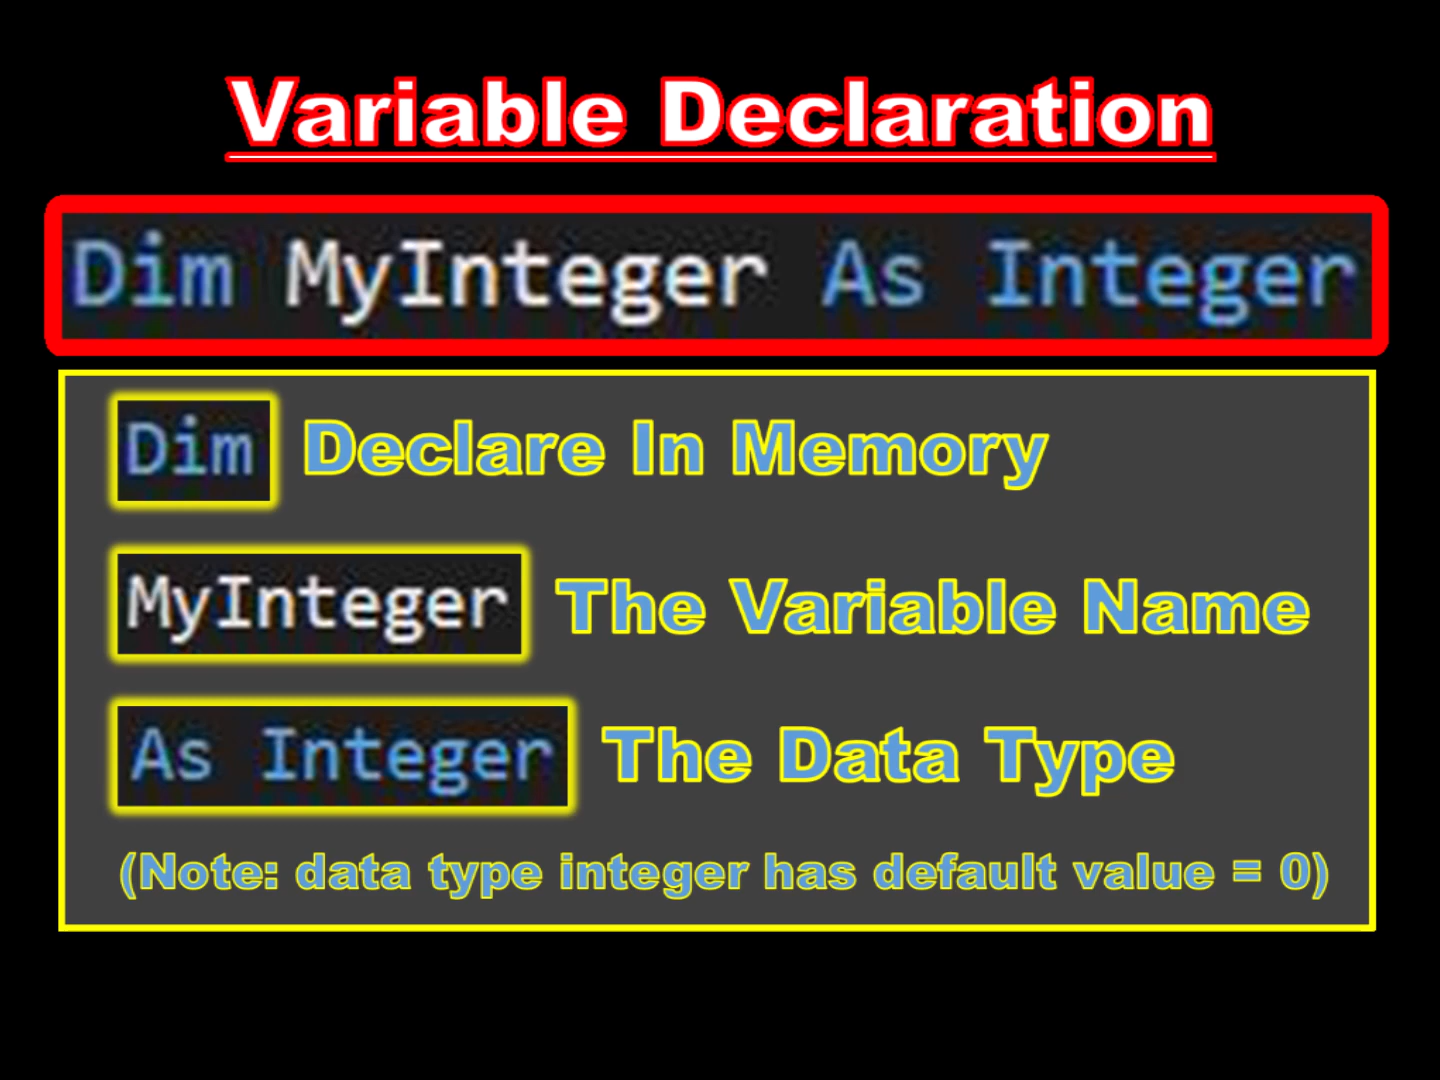 Variable Declaration
Dim MyInteger As Integer
Dim Declare In Memory
MyInteger The Variable Name
As Integer The Data Type
(Note: data type integer has default value = 0)